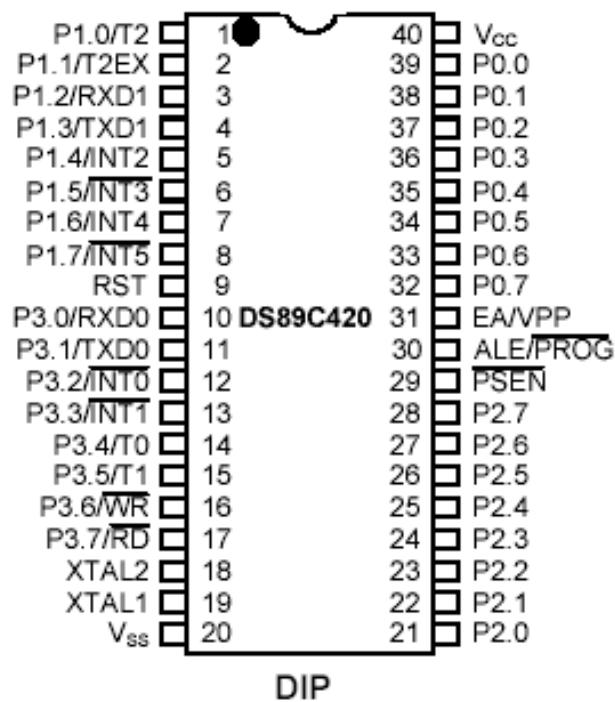 P1.0/T2 1 40 Vcc
P1.1/T2EX 2 39 P0.0
P1.2/RXD1 3 38 P0.1
P1.3/TXD1 4 37 P0.2
P1.4/INT2 5 36 P0.3
P1.5/INT3 6 35 P0.4
P1.6/INT4 7 34 P0.5
P1.7/INT5 8 33 P0.6
RST 9 32 P0.7
P3.0/RXD0 10 DS89C420 31 EA/VPP
P3.1/TXD0 11 30 ALE/PROG
P3.2/INT0 12 29 PSEN
P3.3/INT1 13 28 P2.7
P3.4/T0 14 27 P2.6
P3.5/T1 15 26 P2.5
P3.6/WR 16 25 P2.4
P3.7/RD 17 24 P2.3
XTAL2 18 23 P2.2
XTAL1 19 22 P2.1
Vss 20 21 P2.0
DIP